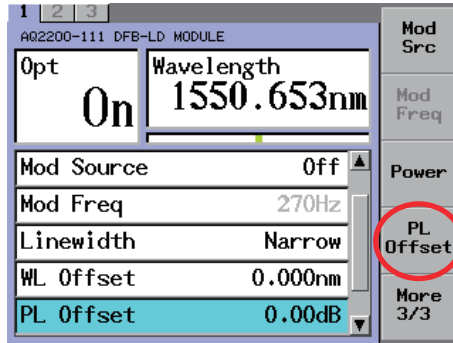 1 2 3
AQ2200-111 DFB-LD MODULE
Opt
On
Wavelength
1550.653nm
Mod Source Off
Mod Freq 270Hz
Linewidth Narrow
WL Offset 0.000nm
PL Offset 0.00dB
Mod
Src
Mod
Freq
Power
PL
Offset
More
3/3